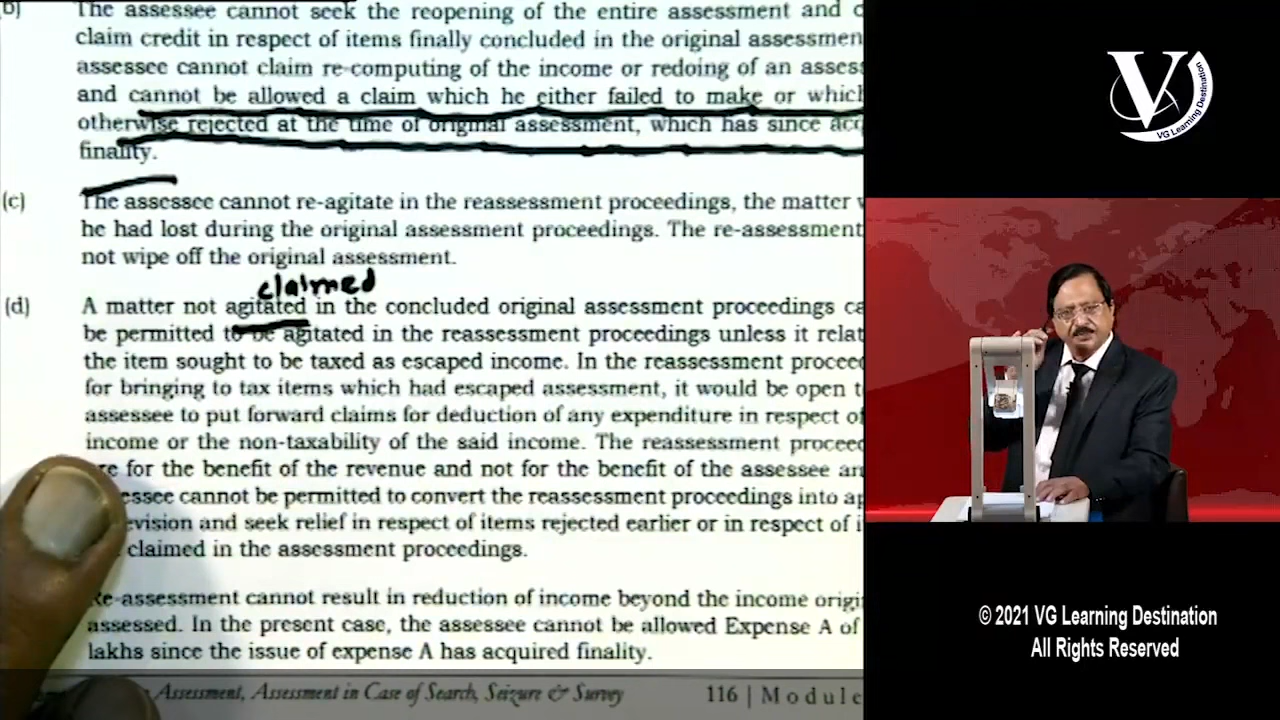 The assessee cannot seek the reopening of the entire assessment and
claim credit in respect of items finally concluded in the original
assessee cannot claim re-computing of the income or redoing of an
and cannot be allowed a claim which he either failed to make or which
otherwise rejected at the time of original assessment, which has since
finality.
(c) The assessee cannot re-agitate in the reassessment proceedings, the matter
he had lost during the original assessment proceedings. The re-assessment
not wipe off the original assessment.
claimed
(d) A matter not agitated in the concluded original assessment proceedings
be permitted to be agitated in the reassessment proceedings unless it
the item sought to be taxed as escaped income. In the reassessment
for bringing to tax items which had escaped assessment, it would be open
assessee to put forward claims for deduction of any expenditure in respect of
income or the non-taxability of the said income. The reassessment
for the benefit of the revenue and not for the benefit of the assessee
cannot be permitted to convert the reassessment proceedings into
and seek relief in respect of items rejected earlier or in respect of
claimed in the assessment proceedings.
Re-assessment cannot result in reduction of income beyond the income
assessed. In the present case, the assessee cannot be allowed Expense A of
lakhs since the issue of expense A has acquired finality.
Assessment, Assessment in Case of Search, Seizure & Survey 116 | Module
V
VG Learning Destination
© 2021 VG Learning Destination
All Rights Reserved